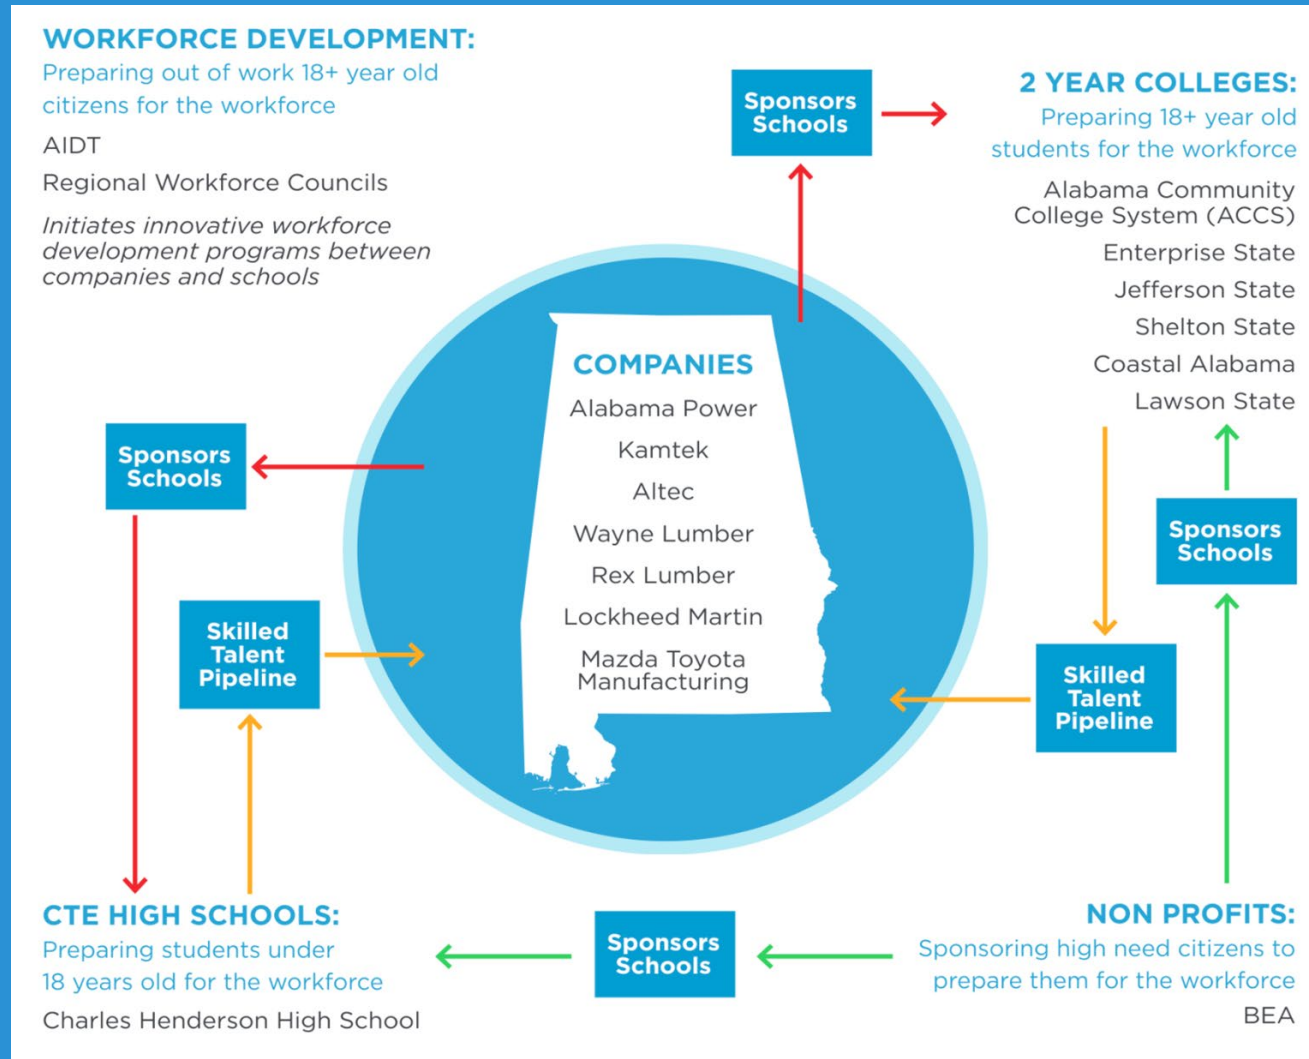 WORKFORCE DEVELOPMENT:
Preparing out of work 18+ year old
citizens for the workforce
AIDT
Regional Workforce Councils
Initiates innovative workforce
development programs between
companies and schools
Sponsors
Schools
2 YEAR COLLEGES:
Preparing 18+ year old
students for the workforce
Alabama Community
College System (ACCS)
Enterprise State
Jefferson State
Shelton State
Coastal Alabama
Lawson State
COMPANIES
Alabama Power
Kamtek
Altec
Wayne Lumber
Rex Lumber
Lockheed Martin
Mazda Toyota
Manufacturing
Sponsors
Schools
Skilled
Talent
Pipeline
Sponsors
Schools
Skilled
Talent
Pipeline
CTE HIGH SCHOOLS:
Preparing students under
18 years old for the workforce
Charles Henderson High School
Sponsors
Schools
NON PROFITS:
Sponsoring high need citizens to
prepare them for the workforce
BEA